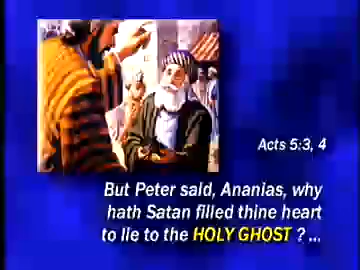 Acts 5:3, 4
But Peter said, Ananias, why
hath Satan filled thine heart
to lie to the HOLY GHOST ? ...